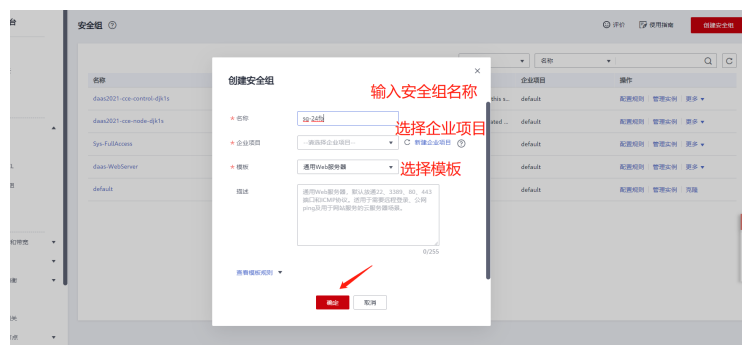 台
安全组
评价
使用指南
创建安全组
名称
名称
企业项目
操作
daas2021-cce-control-djk1s
this s...
default
配置规则
管理实例
更多
daas2021-cce-node-djk1s
ated ...
default
配置规则
管理实例
更多
Sys-FullAccess
default
配置规则
管理实例
更多
daas-WebServer
default
配置规则
管理实例
更多
default
default
配置规则
管理实例
克隆
创建安全组
输入安全组名称
* 名称
sg-24fb
选择企业项目
* 企业项目
--请选择企业项目--
新建企业项目
* 模板
通用Web服务器
选择模板
描述
通用Web服务器，默认放通22、3389、80、443
端口和ICMP协议。适用于需要远程登录、公网
ping及用于网站服务的云服务器场景。
0/255
查看模板规则
确定
取消
和带宽